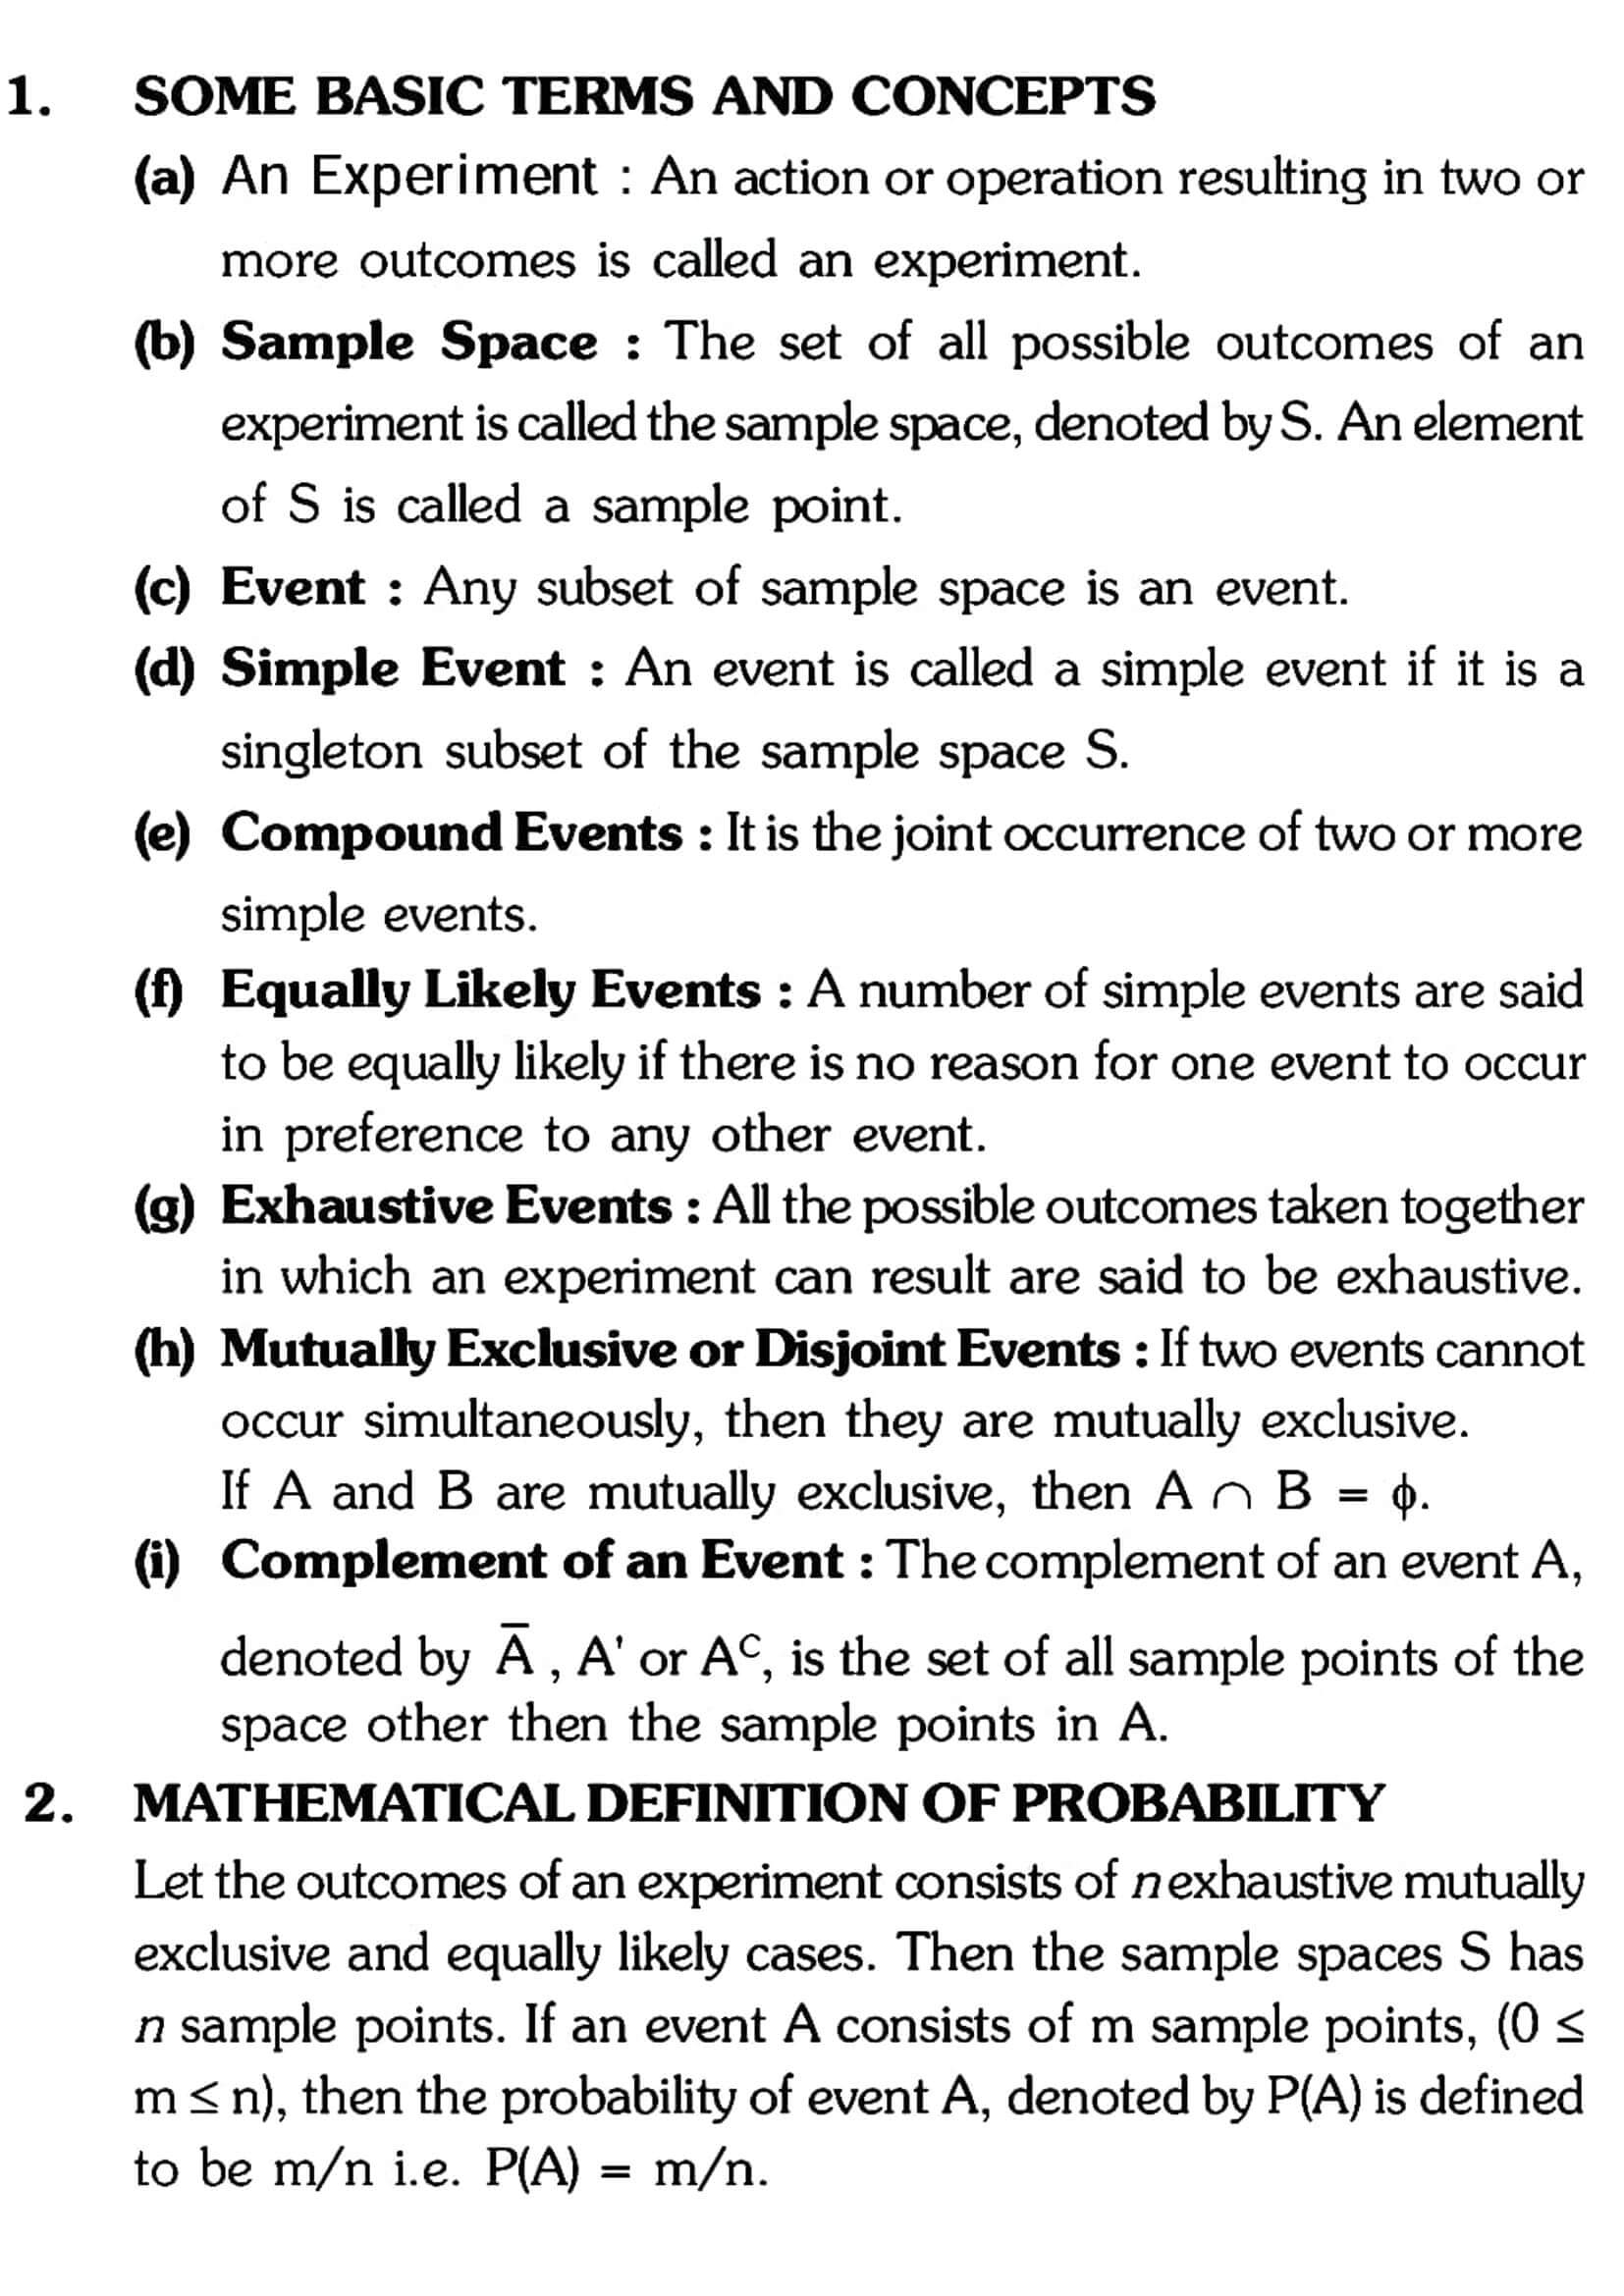 1. SOME BASIC TERMS AND CONCEPTS
(a) An Experiment : An action or operation resulting in two or
more outcomes is called an experiment.
(b) Sample Space : The set of all possible outcomes of an
experiment is called the sample space, denoted by S. An element
of S is called a sample point.
(c) Event : Any subset of sample space is an event.
(d) Simple Event : An event is called a simple event if it is a
singleton subset of the sample space S.
(e) Compound Events : It is the joint occurrence of two or more
simple events.
(f) Equally Likely Events : A number of simple events are said
to be equally likely if there is no reason for one event to occur
in preference to any other event.
(g) Exhaustive Events : All the possible outcomes taken together
in which an experiment can result are said to be exhaustive.
(h) Mutually Exclusive or Disjoint Events : If two events cannot
occur simultaneously, then they are mutually exclusive.
If A and B are mutually exclusive, then A ∩ B = ϕ.
(i) Complement of an Event : The complement of an event A,
denoted by A̅ , A' or Aᶜ, is the set of all sample points of the
space other then the sample points in A.
2. MATHEMATICAL DEFINITION OF PROBABILITY
Let the outcomes of an experiment consists of n exhaustive mutually
exclusive and equally likely cases. Then the sample spaces S has
n sample points. If an event A consists of m sample points, (0 ≤
m ≤ n), then the probability of event A, denoted by P(A) is defined
to be m/n i.e. P(A) = m/n.